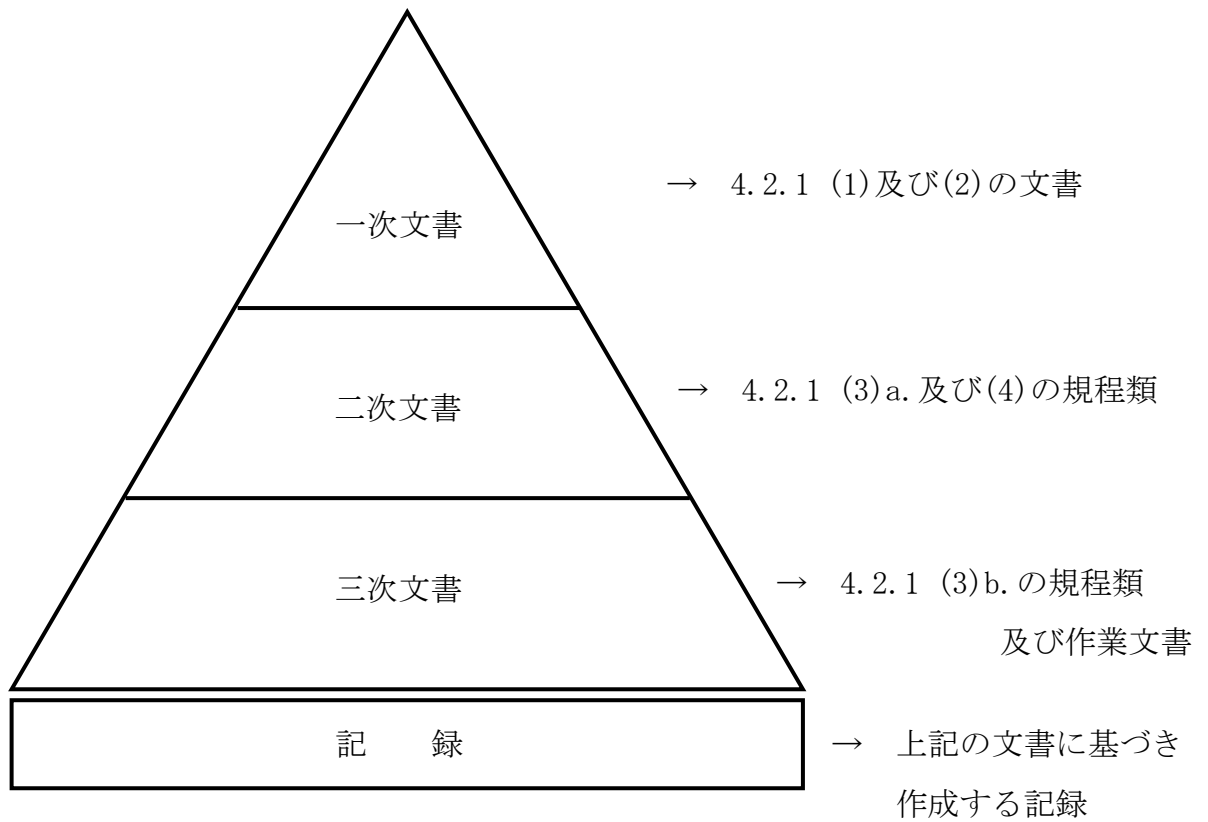 一次文書
→ 4.2.1 (1)及び(2)の文書
二次文書
→ 4.2.1 (3)a.及び(4)の規程類
三次文書
→ 4.2.1 (3)b.の規程類
及び作業文書
記 録
→ 上記の文書に基づき
作成する記録